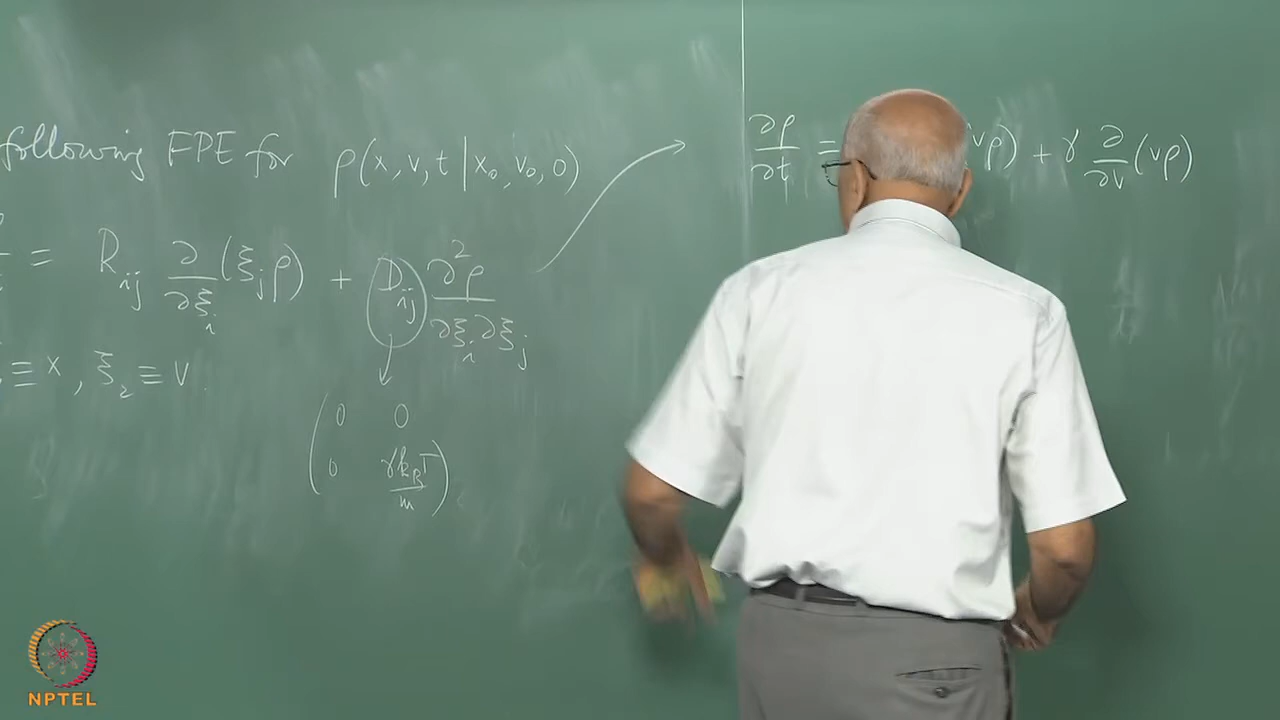 following FPE for ρ(x, v, t | x₀, v₀, 0)
= R_ij ∂/∂ξ_i (ξ_j ρ) + D_ij ∂²ρ/∂ξ_i ∂ξ_j
≡ x, ξ₂ ≡ v.
0 0
0 γk_BT/m
∂ρ/∂t = (vρ) + γ ∂/∂v (vρ)
NPTEL